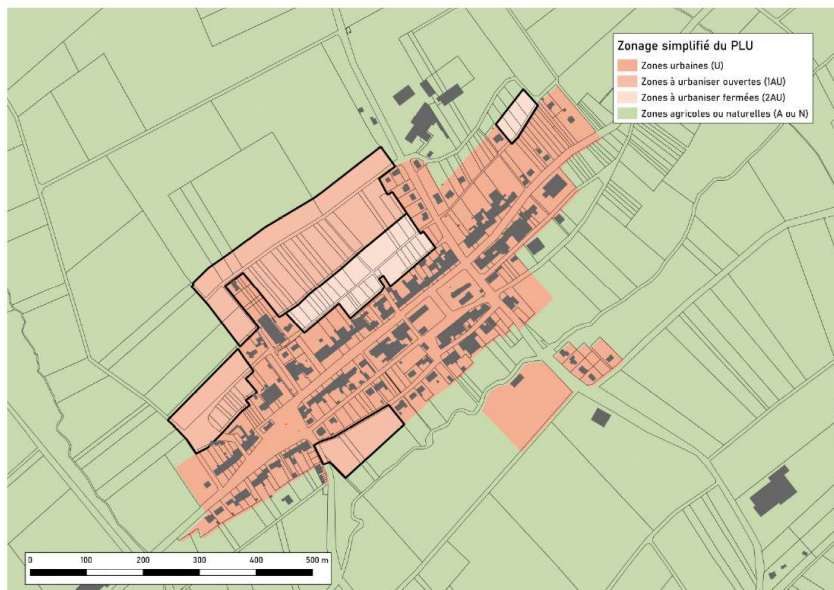 Zonage simplifié du PLU
Zones urbaines (U)
Zones à urbaniser ouvertes (1AU)
Zones à urbaniser fermées (2AU)
Zones agricoles ou naturelles (A ou N)
0 100 200 300 400 500 m